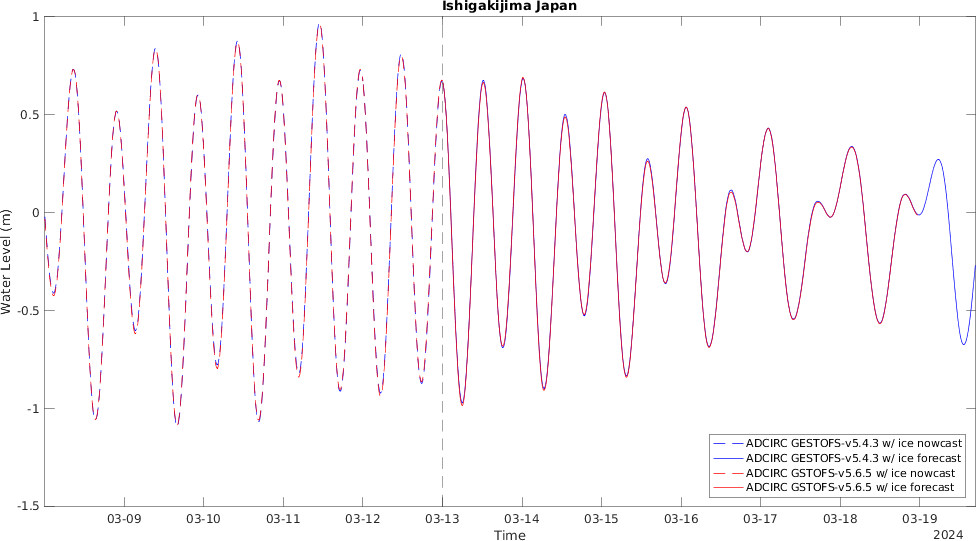 Ishigakijima Japan
1
0.5
0
-0.5
-1
-1.5
Water Level (m)
03-09 03-10 03-11 03-12 03-13 03-14 03-15 03-16 03-17 03-18 03-19
Time
2024
ADCIRC GESTOFS-v5.4.3 w/ ice nowcast
ADCIRC GESTOFS-v5.4.3 w/ ice forecast
ADCIRC GSTOFS-v5.6.5 w/ ice nowcast
ADCIRC GSTOFS-v5.6.5 w/ ice forecast